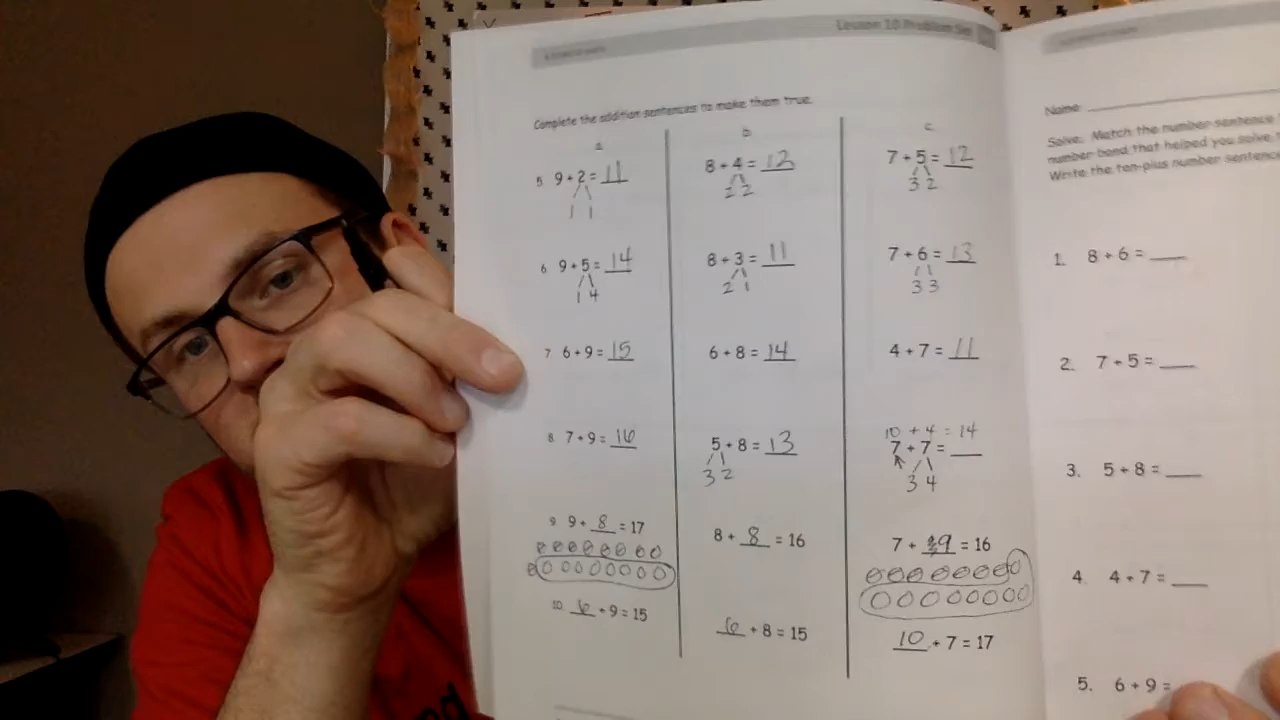 Lesson 10 Problem Set
Complete the addition sentences to make them true.
a
b
c
5. 9 + 2 = 11
1 1
8 + 4 = 12
2 2
7 + 5 = 12
3 2
6. 9 + 5 = 14
1 4
8 + 3 = 11
2 1
7 + 6 = 13
3 3
7. 6 + 9 = 15
6 + 8 = 14
4 + 7 = 11
8. 7 + 9 = 16
5 + 8 = 13
3 2
10 + 4 = 14
7 + 7 = ___
3 4
9. 9 + 8 = 17
8 + 8 = 16
7 + 9 = 16
10. 6 + 9 = 15
6 + 8 = 15
10 + 7 = 17
Name
Solve. Match the number sentence
number bond that helped you solve
Write the ten-plus number sentence
1. 8 + 6 = ___
2. 7 + 5 = ___
3. 5 + 8 = ___
4. 4 + 7 = ___
5. 6 + 9 =